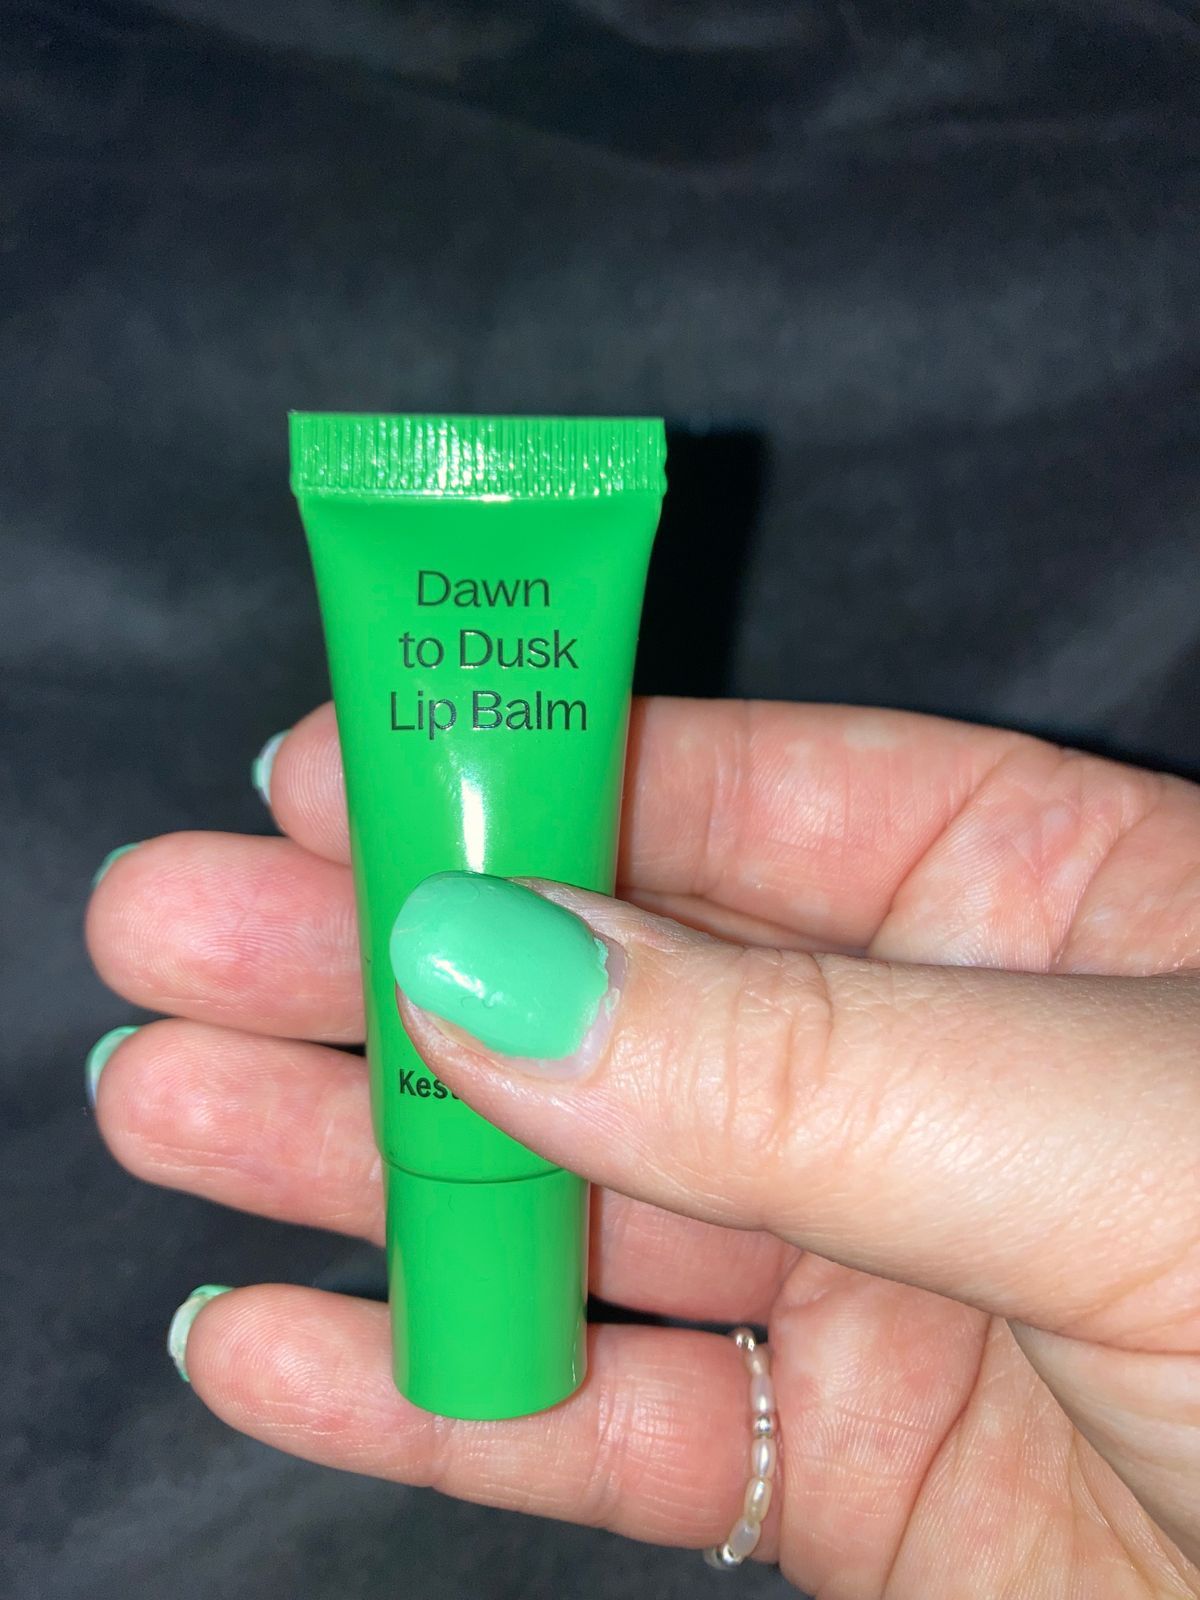 Dawn
to Dusk
Lip Balm